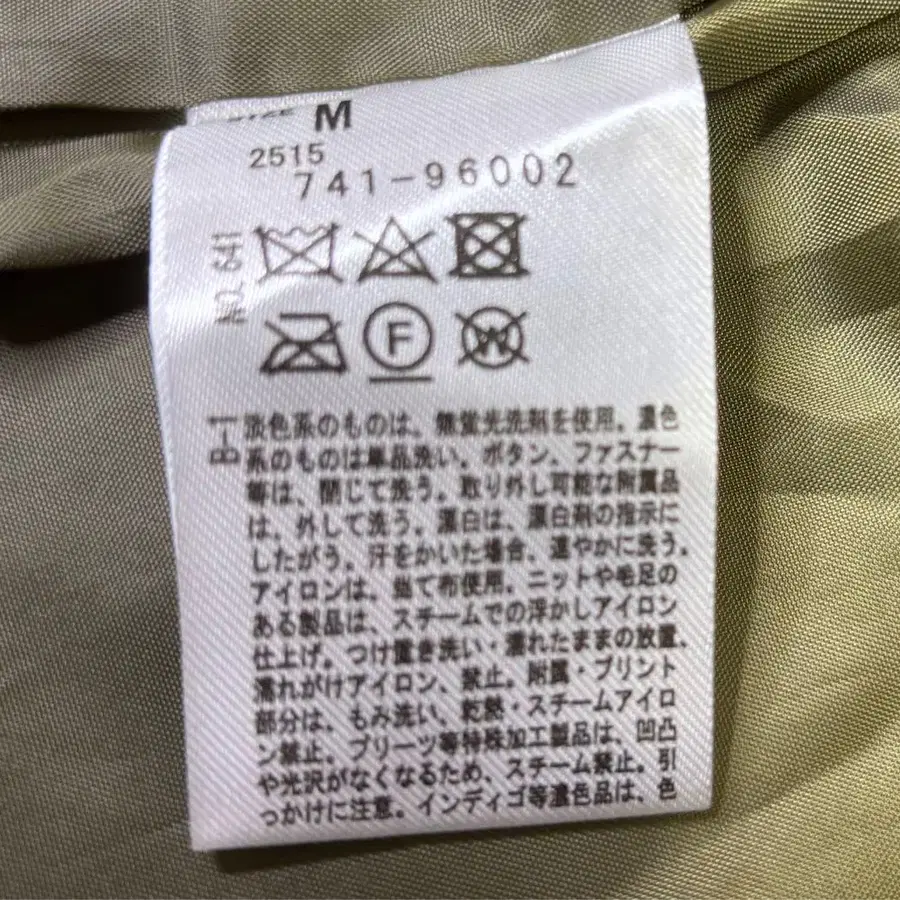 SIZE M
2515
741-96002
NO. 641
F
W
B-1
淡色系のものは、無蛍光洗剤を使用。濃色
系のものは単品洗い。ボタン、ファスナー
等は、閉じて洗う。取り外し可能な附属品
は、外して洗う。漂白は、漂白剤の指示に
したがう。汗をかいた場合、速やかに洗う。
アイロンは、当て布使用。ニットや毛足の
ある製品は、スチームでの浮かしアイロン
仕上げ。つけ置き洗い・濡れたままの放置、
濡れがけアイロン、禁止。附属・プリント
部分は、もみ洗い、乾熱・スチームアイロ
ン禁止。プリーツ等特殊加工製品は、凹凸
や光沢がなくなるため、スチーム禁止。引
っかけに注意。インディゴ等濃色品は、色